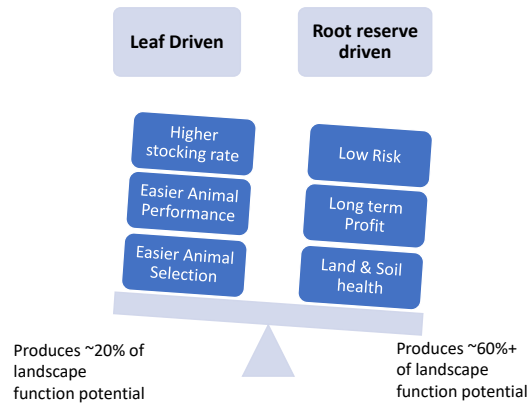 Leaf Driven
Root reserve
driven
Higher
stocking rate
Easier Animal
Performance
Easier Animal
Selection
Low Risk
Long term
Profit
Land & Soil
health
Produces ~20% of
landscape
function potential
Produces ~60%+
of landscape
function potential